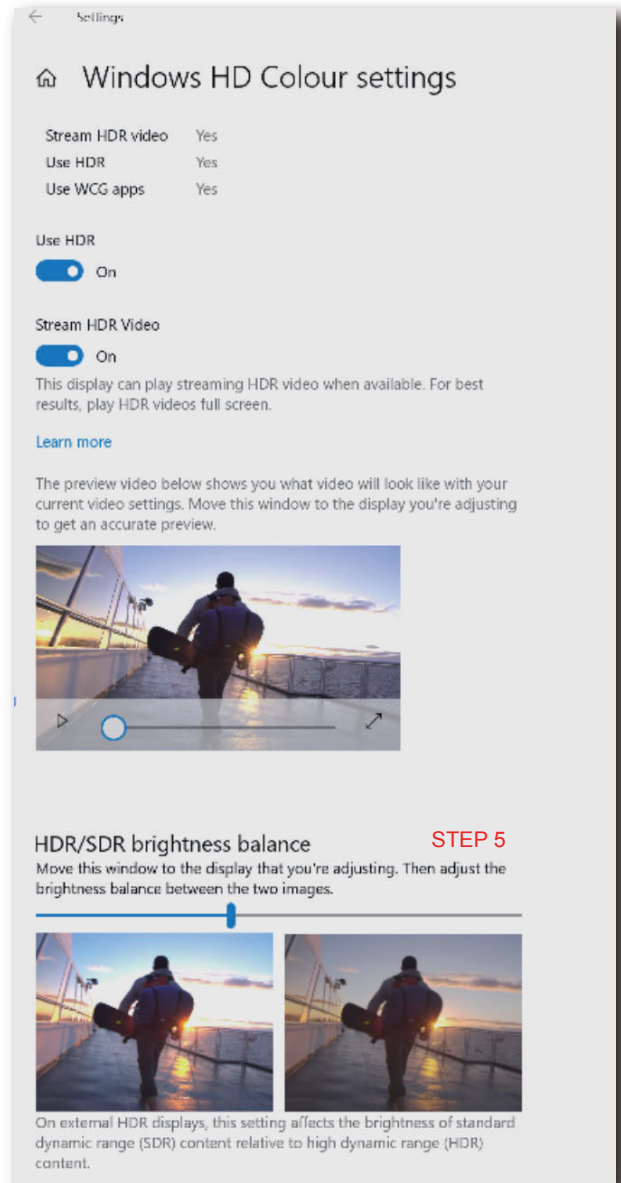 Settings
Windows HD Colour settings
Stream HDR video Yes
Use HDR Yes
Use WCG apps Yes
Use HDR
On
Stream HDR Video
On
This display can play streaming HDR video when available. For best
results, play HDR videos full screen.
Learn more
The preview video below shows you what video will look like with your
current video settings. Move this window to the display you're adjusting
to get an accurate preview.
HDR/SDR brightness balance STEP 5
Move this window to the display that you're adjusting. Then adjust the
brightness balance between the two images.
On external HDR displays, this setting affects the brightness of standard
dynamic range (SDR) content relative to high dynamic range (HDR)
content.